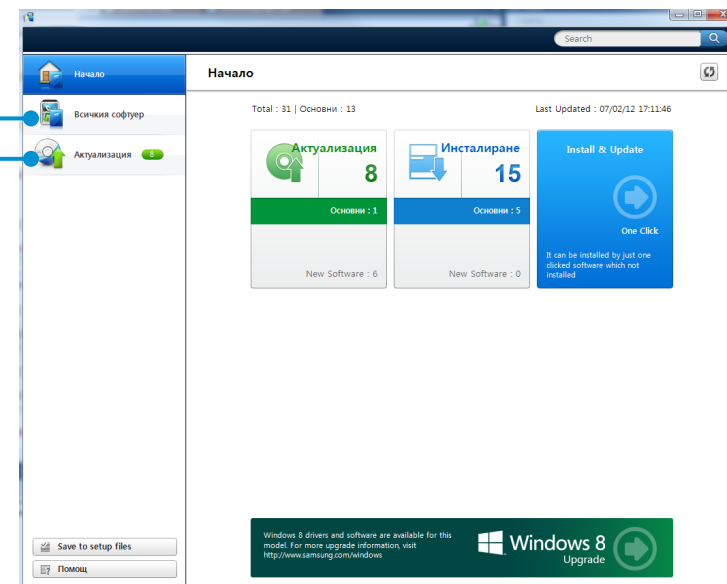 Search
Начало
Всичкия софтуер
Актуализация 8
Save to setup files
Помощ
Начало
Total : 31 | Основни : 13
Last Updated : 07/02/12 17:11:46
Актуализация
8
Основни : 1
New Software : 6
Инсталиране
15
Основни : 5
New Software : 0
Install & Update
One Click
It can be installed by just one
clicked software which not
installed
Windows 8 drivers and software are available for this
model. For more upgrade information, visit
http://www.samsung.com/windows
Windows 8
Upgrade